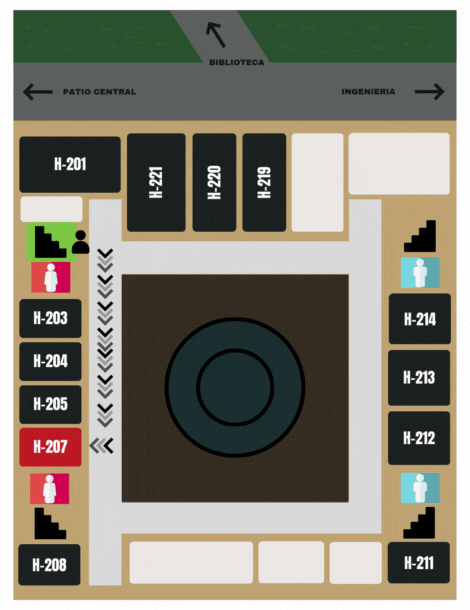 BIBLIOTECA
PATIO CENTRAL
INGENIERIA
H-201
H-221
H-220
H-219
H-203
H-204
H-205
H-207
H-208
H-214
H-213
H-212
H-211